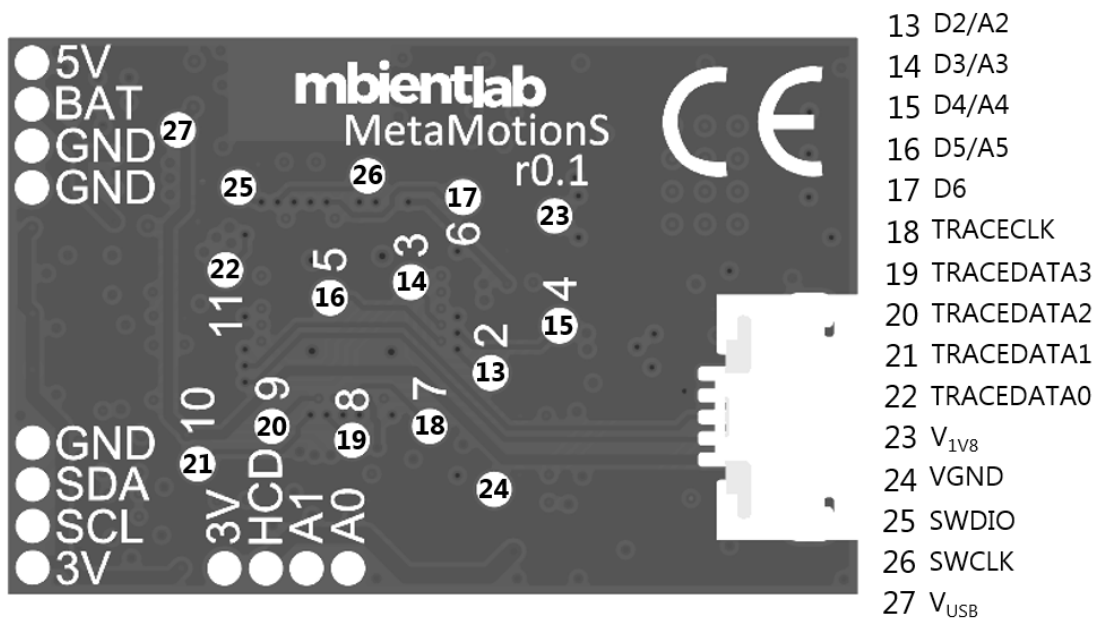 5V
BAT
GND
GND
mbientlab
MetaMotionS
r0.1
CE
27
25
26
17
23
6
22
11
5
16
3
14
4
15
2
13
10
21
9
20
8
19
7
18
24
GND
SDA
SCL
3V
3V
HCD
A1
A0
13 D2/A2
14 D3/A3
15 D4/A4
16 D5/A5
17 D6
18 TRACECLK
19 TRACEDATA3
20 TRACEDATA2
21 TRACEDATA1
22 TRACEDATA0
23 V1V8
24 VGND
25 SWDIO
26 SWCLK
27 VUSB